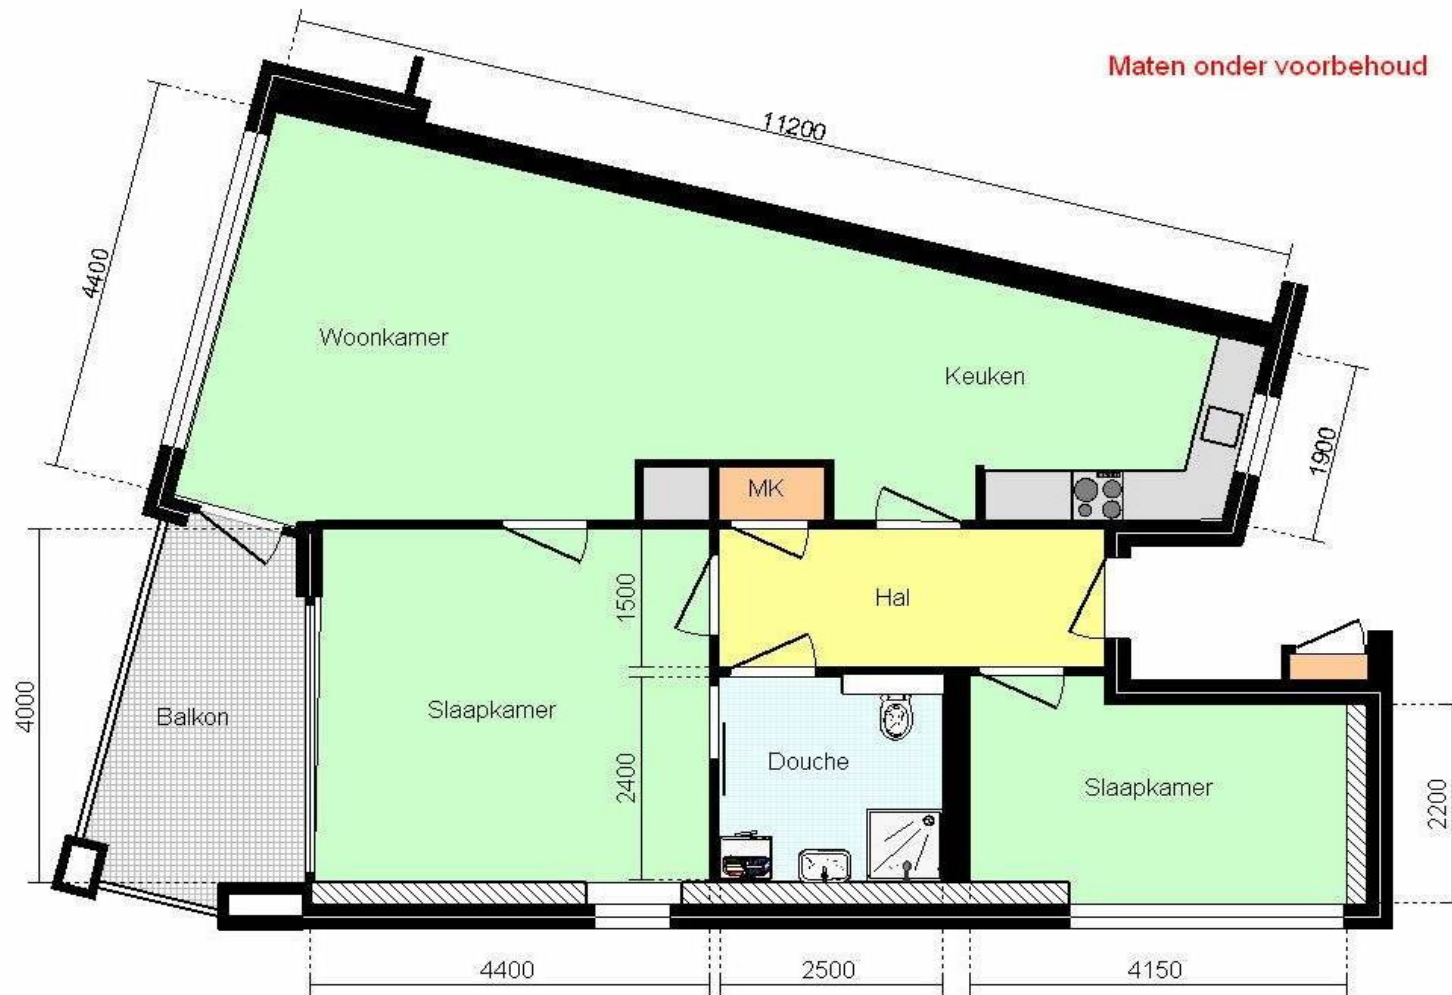 Maten onder voorbehoud
11200
4400
Woonkamer
Keuken
1900
MK
1500
Hal
4000
Balkon
Slaapkamer
2400
Douche
Slaapkamer
2200
4400
2500
4150